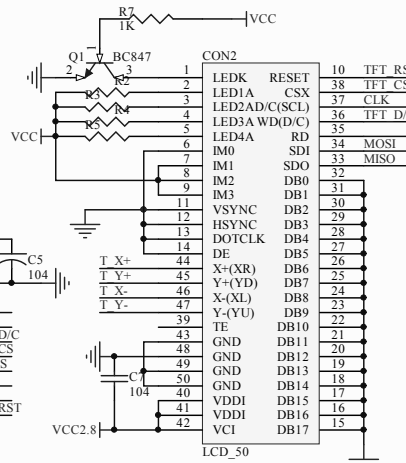 R7
1K
VCC
Q1
1
BC847
CON2
2
3
1 LEDK RESET 10 TFT_RS
R2
2 LED1A CSX 38 TFT_CS
R3
3 LED2A D/C(SCL) 37 CLK
R4
4 LED3A WD(D/C) 36 TFT_D/
VCC
R5
5 LED4A RD 35
6 IM0 SDI 34 MOSI
7 IM1 SDO 33 MISO
8 IM2 DB0 32
9 IM3 DB1 31
11 VSYNC DB2 30
12 HSYNC DB3 29
13 DOTCLK DB4 28
14 DE DB5 27
C5
104
T_X+ 44 X+(XR) DB6 26
T_Y+ 45 Y+(YD) DB7 25
T_X- 46 X-(XL) DB8 24
T_Y- 47 Y-(YU) DB9 23
39 TE DB10 22
D/C
43 GND DB11 21
CS
48 GND DB12 20
S
49 GND DB13 19
50 GND DB14 18
104
40 VDDI DB15 17
RST
41 VDDI DB16 16
VCC2.8
42 VCI DB17 15
LCD_50